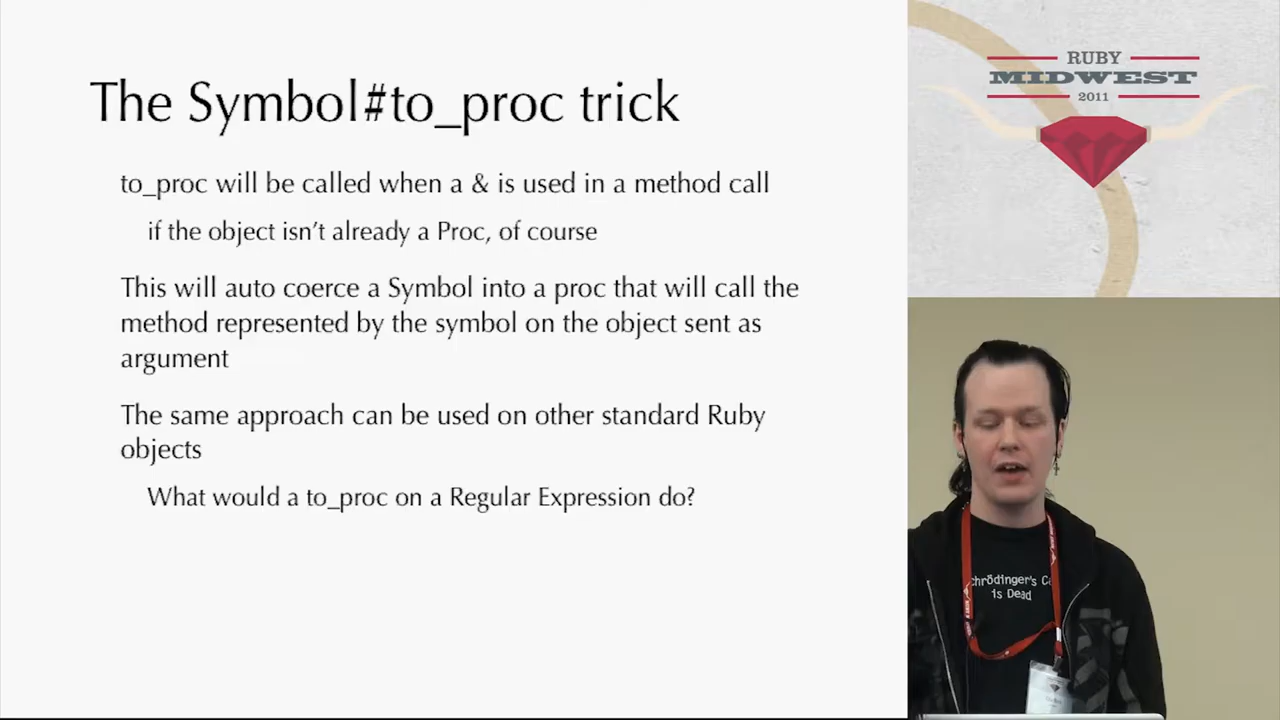 The Symbol#to_proc trick
to_proc will be called when a & is used in a method call
if the object isn't already a Proc, of course
This will auto coerce a Symbol into a proc that will call the
method represented by the symbol on the object sent as
argument
The same approach can be used on other standard Ruby
objects
What would a to_proc on a Regular Expression do?
RUBY
MIDWEST
2011
chrödinger's Ca
is Dead